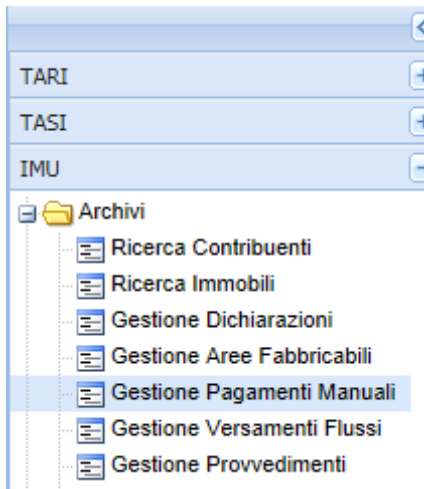 TARI
TASI
IMU
Archivi
Ricerca Contribuenti
Ricerca Immobili
Gestione Dichiarazioni
Gestione Aree Fabbricabili
Gestione Pagamenti Manuali
Gestione Versamenti Flussi
Gestione Provvedimenti